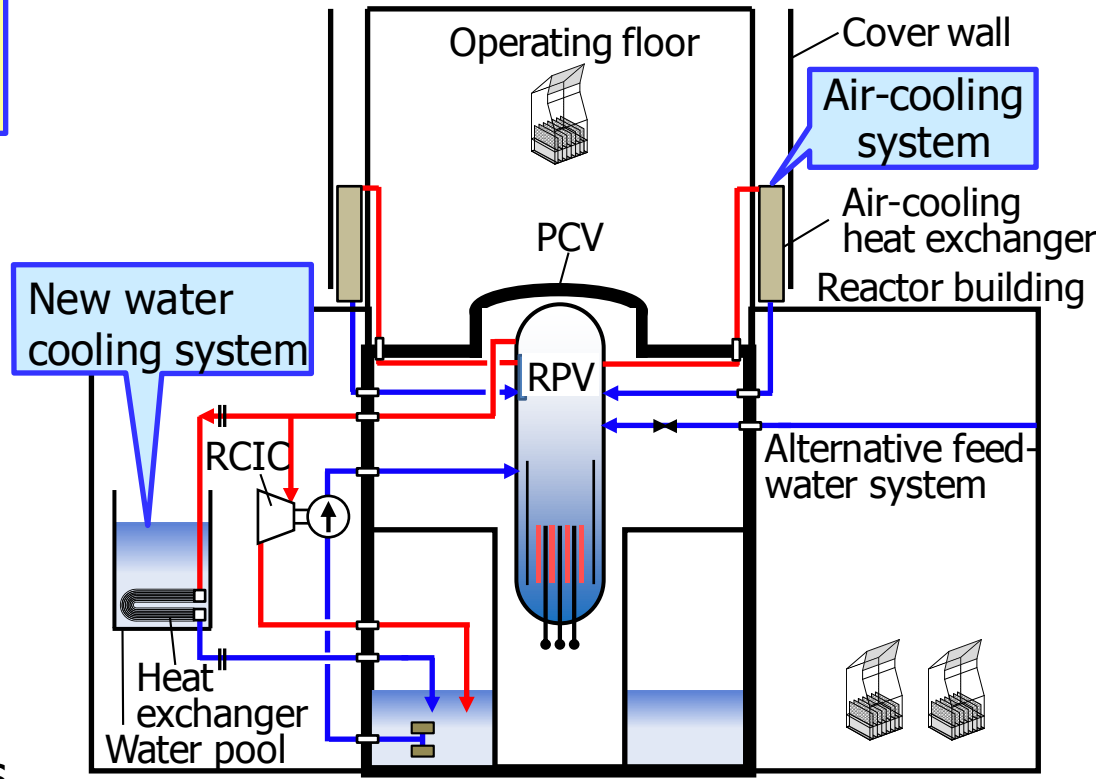 Operating floor
Cover wall
Air-cooling
system
Air-cooling
heat exchanger
PCV
Reactor building
New water
cooling system
RPV
RCIC
Alternative feed-
water system
Heat
exchanger
Water pool
s